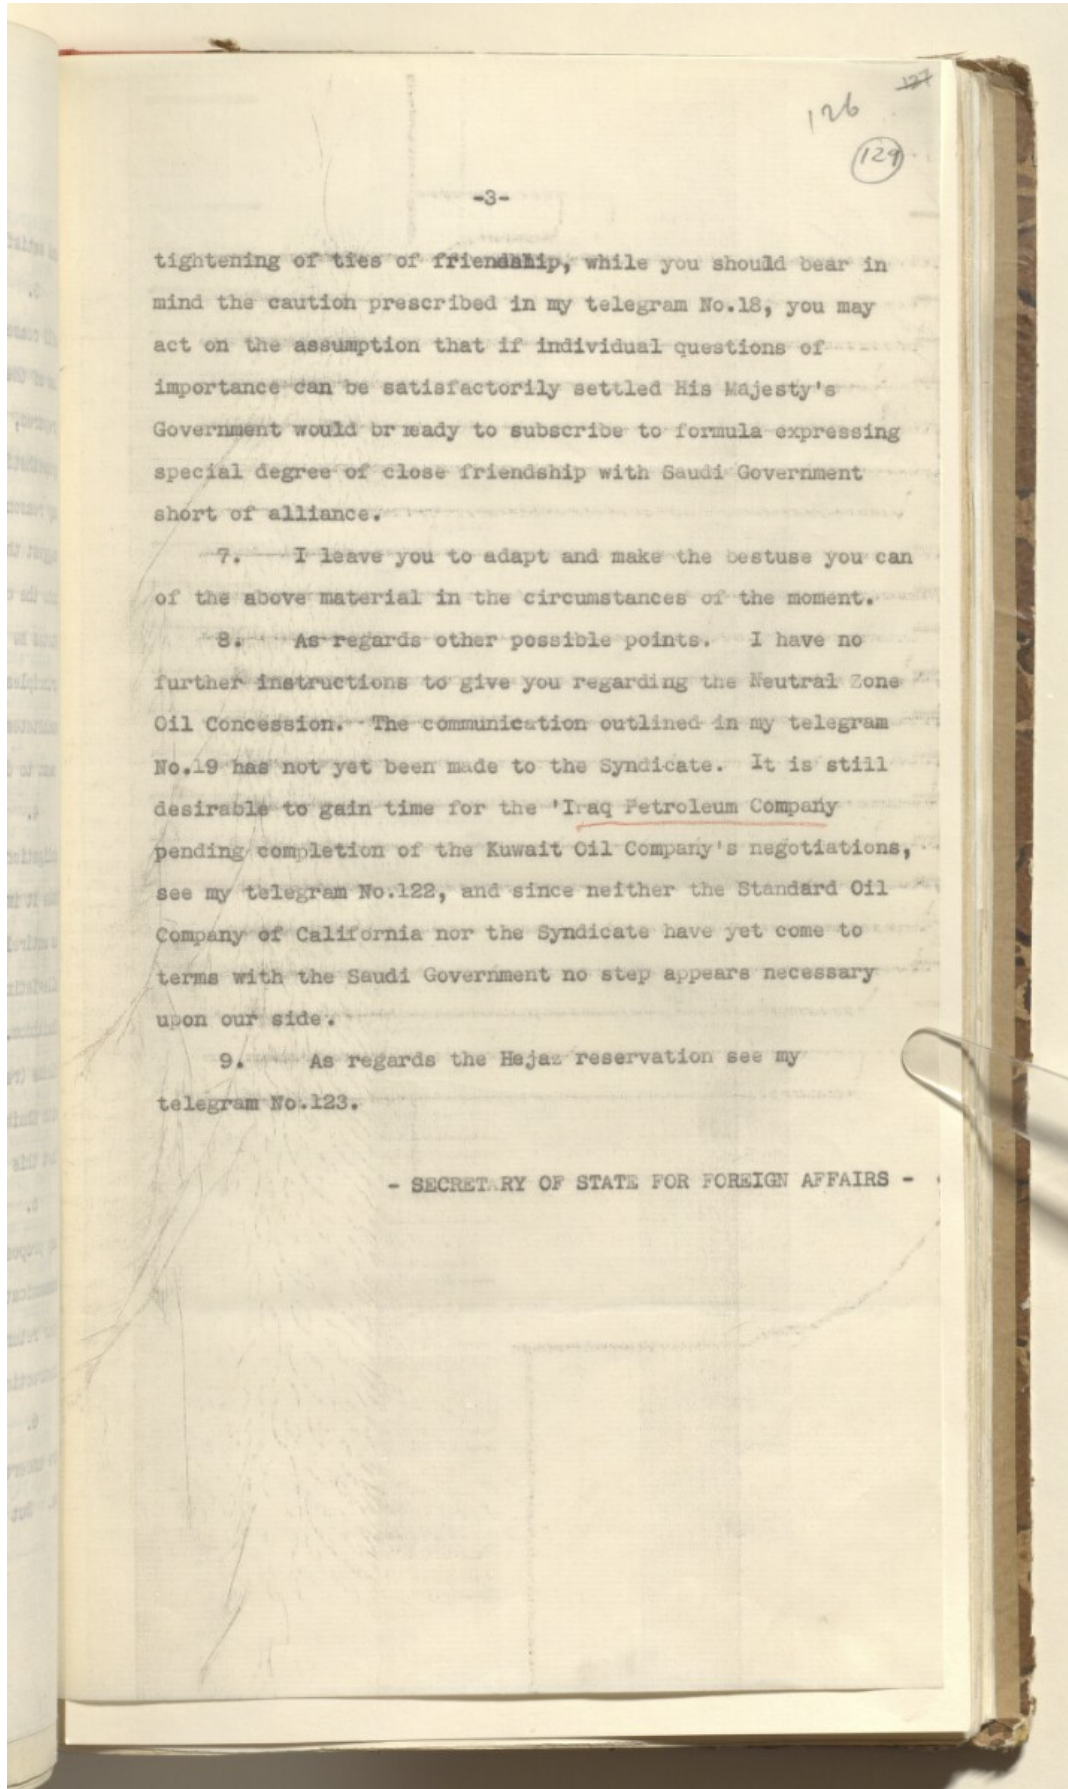 127
126
129
-3-
tightening of ties of friendship, while you should bear in
mind the caution prescribed in my telegram No.18, you may
act on the assumption that if individual questions of
importance can be satisfactorily settled His Majesty's
Government would br ready to subscribe to formula expressing
special degree of close friendship with Saudi Government
short of alliance.
7. I leave you to adapt and make the bestuse you can
of the above material in the circumstances of the moment.
8. As regards other possible points. I have no
further instructions to give you regarding the Neutral Zone
Oil Concession. The communication outlined in my telegram
No.19 has not yet been made to the Syndicate. It is still
desirable to gain time for the 'Iraq Petroleum Company
pending completion of the Kuwait Oil Company's negotiations,
see my telegram No.122, and since neither the Standard Oil
Company of California nor the Syndicate have yet come to
terms with the Saudi Government no step appears necessary
upon our side.
9. As regards the Hejaz reservation see my
telegram No.123.
- SECRETARY OF STATE FOR FOREIGN AFFAIRS -